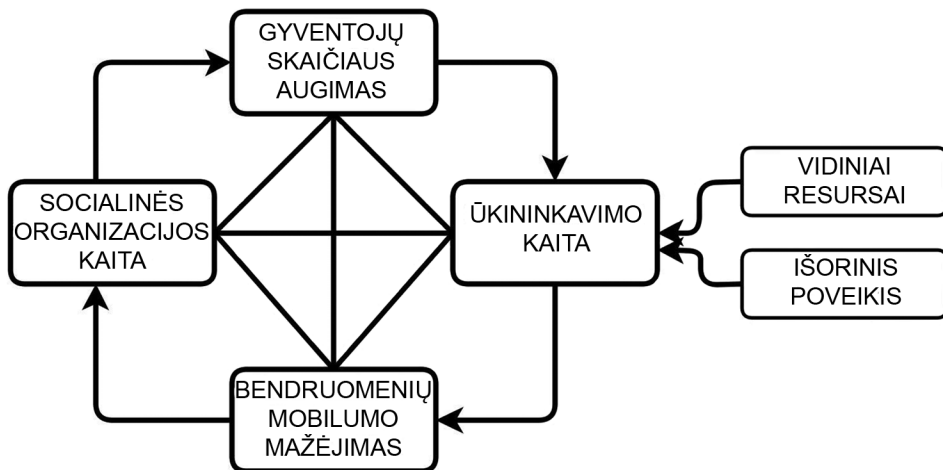 GYVENTOJŲ
SKAIČIAUS
AUGIMAS
SOCIALINĖS
ORGANIZACIJOS
KAITA
ŪKININKAVIMO
KAITA
VIDINIAI
RESURSAI
IŠORINIS
POVEIKIS
BENDRUOMENIŲ
MOBILUMO
MAŽĖJIMAS